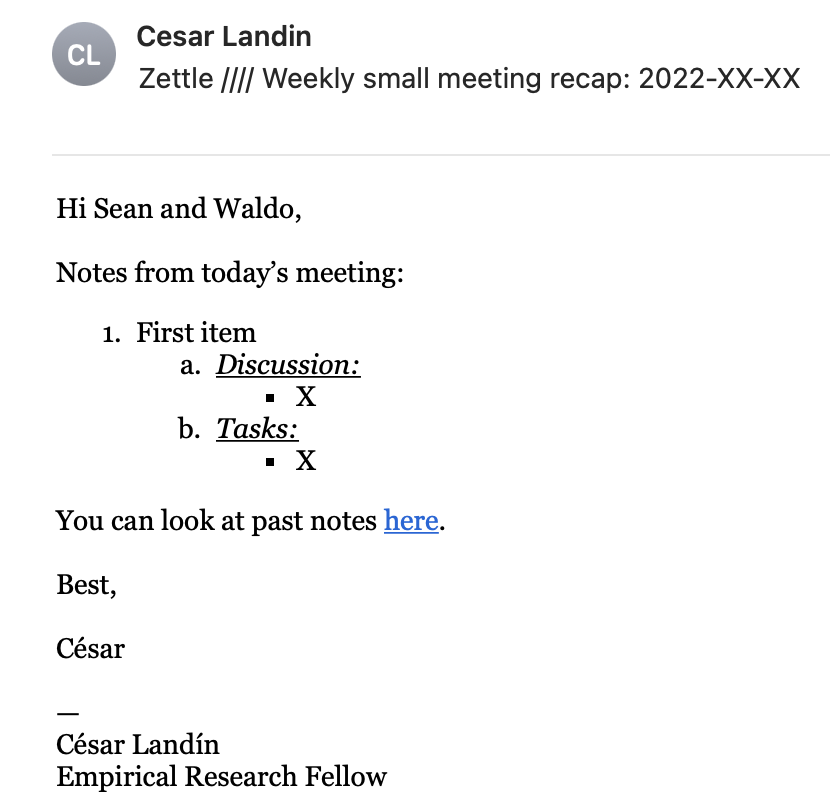 CL
Cesar Landin
Zettle //// Weekly small meeting recap: 2022-XX-XX
Hi Sean and Waldo,
Notes from today’s meeting:
1. First item
a. Discussion:
▪ X
b. Tasks:
▪ X
You can look at past notes here.
Best,
César
—
César Landín
Empirical Research Fellow